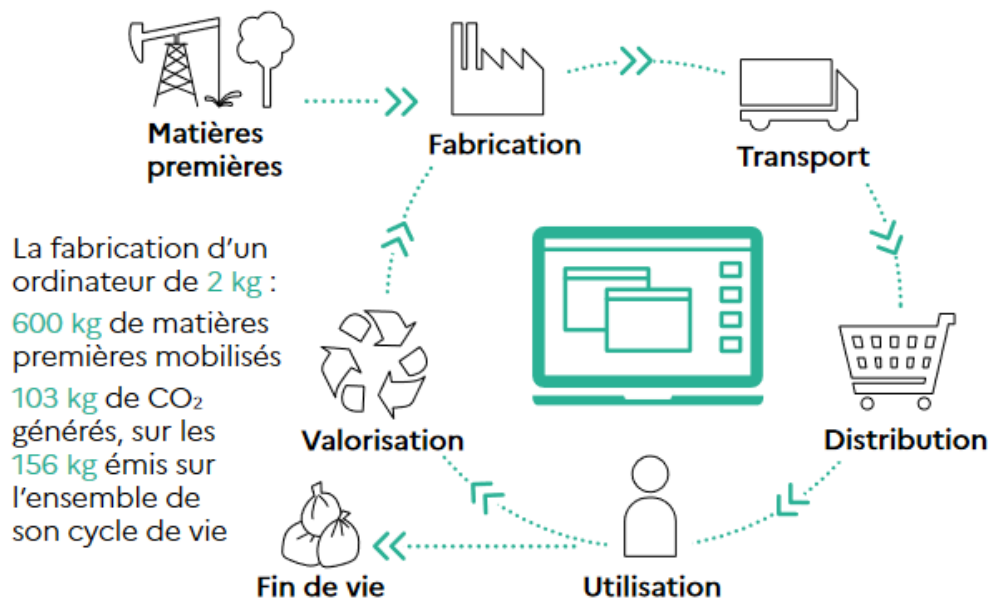 Matières
premières
Fabrication
Transport
La fabrication d'un
ordinateur de 2 kg :
600 kg de matières
premières mobilisés
103 kg de CO₂
générés, sur les
156 kg émis sur
l'ensemble de
son cycle de vie
Valorisation
Distribution
Fin de vie
Utilisation